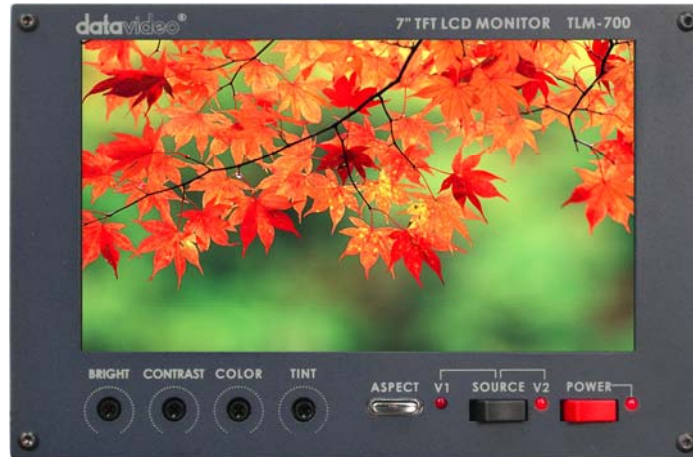 datavideo®
7" TFT LCD MONITOR TLM-700
BRIGHT CONTRAST COLOR TINT
ASPECT V1 SOURCE V2 POWER